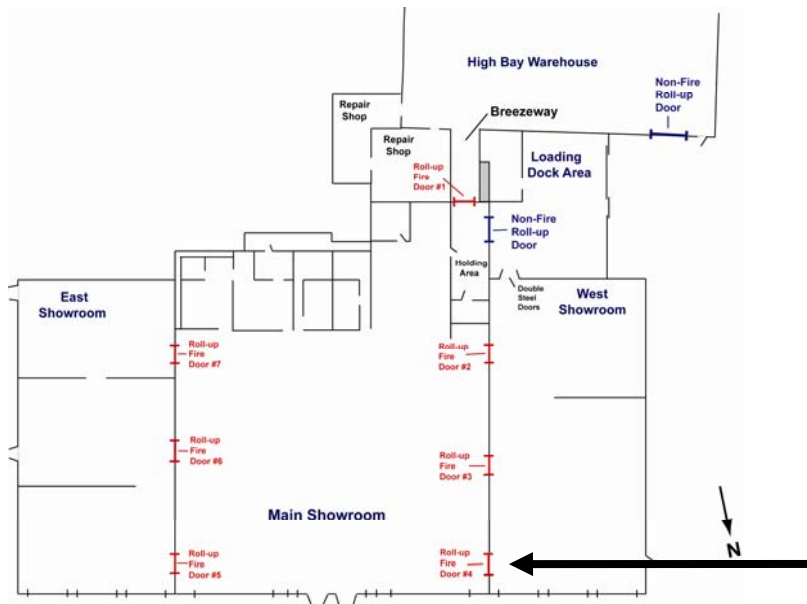 High Bay Warehouse
Non-Fire
Roll-up
Door
Repair
Shop
Breezeway
Repair
Shop
Loading
Dock Area
Roll-up
Fire
Door #1
Non-Fire
Roll-up
Door
Holding
Area
Double
Steel
Doors
East
Showroom
West
Showroom
Roll-up
Fire
Door #7
Roll-up
Fire
Door #2
Roll-up
Fire
Door #6
Roll-up
Fire
Door #3
Main Showroom
Roll-up
Fire
Door #5
Roll-up
Fire
Door #4
N